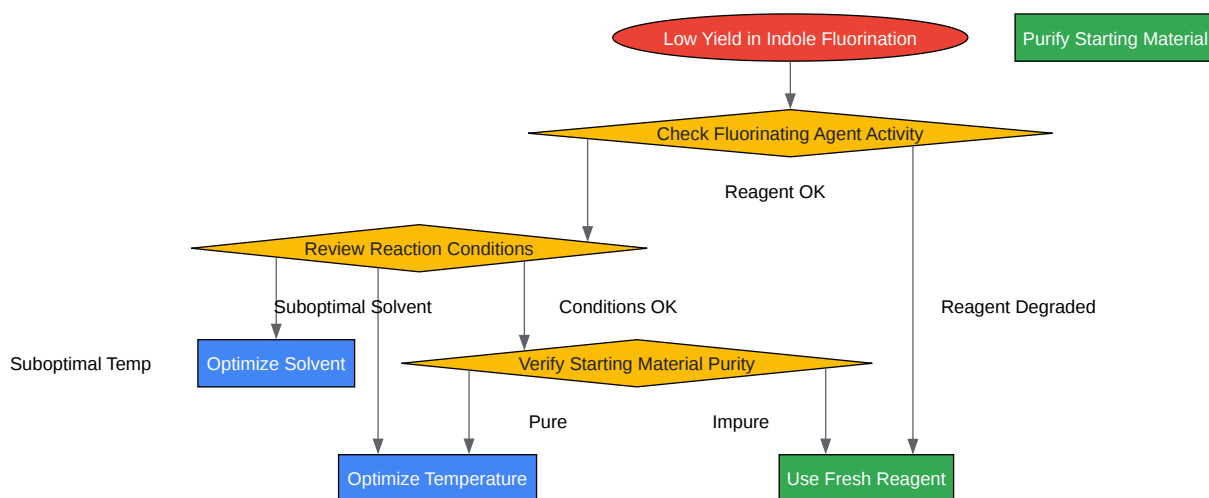 Low Yield in Indole Fluorination
Purify Starting Material
Check Fluorinating Agent Activity
Reagent OK
Review Reaction Conditions
Suboptimal Solvent
Conditions OK
Reagent Degraded
Suboptimal Temp
Optimize Solvent
Verify Starting Material Purity
Pure
Impure
Optimize Temperature
Use Fresh Reagent